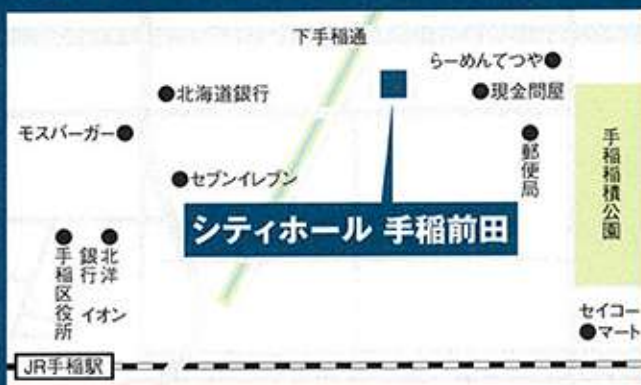 下手稲通
らーめんてつや
北海道銀行
現金問屋
モスバーガー
郵便局
手稲稲積公園
セブンイレブン
シティホール 手稲前田
手稲区役所
北洋
銀行
イオン
セイコー
マート
JR手稲駅